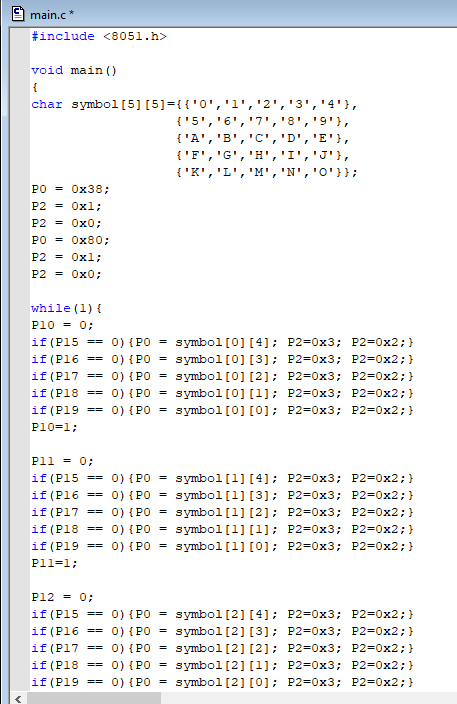 main.c *
#include <8051.h>
void main()
{
char symbol[5][5]={{'0','1','2','3','4'},
{'5','6','7','8','9'},
{'A','B','C','D','E'},
{'F','G','H','I','J'},
{'K','L','M','N','O'}};
P0 = 0x38;
P2 = 0x1;
P2 = 0x0;
P0 = 0x80;
P2 = 0x1;
P2 = 0x0;
while(1){
P10 = 0;
if(P15 == 0){P0 = symbol[0][4]; P2=0x3; P2=0x2;}
if(P16 == 0){P0 = symbol[0][3]; P2=0x3; P2=0x2;}
if(P17 == 0){P0 = symbol[0][2]; P2=0x3; P2=0x2;}
if(P18 == 0){P0 = symbol[0][1]; P2=0x3; P2=0x2;}
if(P19 == 0){P0 = symbol[0][0]; P2=0x3; P2=0x2;}
P10=1;
P11 = 0;
if(P15 == 0){P0 = symbol[1][4]; P2=0x3; P2=0x2;}
if(P16 == 0){P0 = symbol[1][3]; P2=0x3; P2=0x2;}
if(P17 == 0){P0 = symbol[1][2]; P2=0x3; P2=0x2;}
if(P18 == 0){P0 = symbol[1][1]; P2=0x3; P2=0x2;}
if(P19 == 0){P0 = symbol[1][0]; P2=0x3; P2=0x2;}
P11=1;
P12 = 0;
if(P15 == 0){P0 = symbol[2][4]; P2=0x3; P2=0x2;}
if(P16 == 0){P0 = symbol[2][3]; P2=0x3; P2=0x2;}
if(P17 == 0){P0 = symbol[2][2]; P2=0x3; P2=0x2;}
if(P18 == 0){P0 = symbol[2][1]; P2=0x3; P2=0x2;}
if(P19 == 0){P0 = symbol[2][0]; P2=0x3; P2=0x2;}